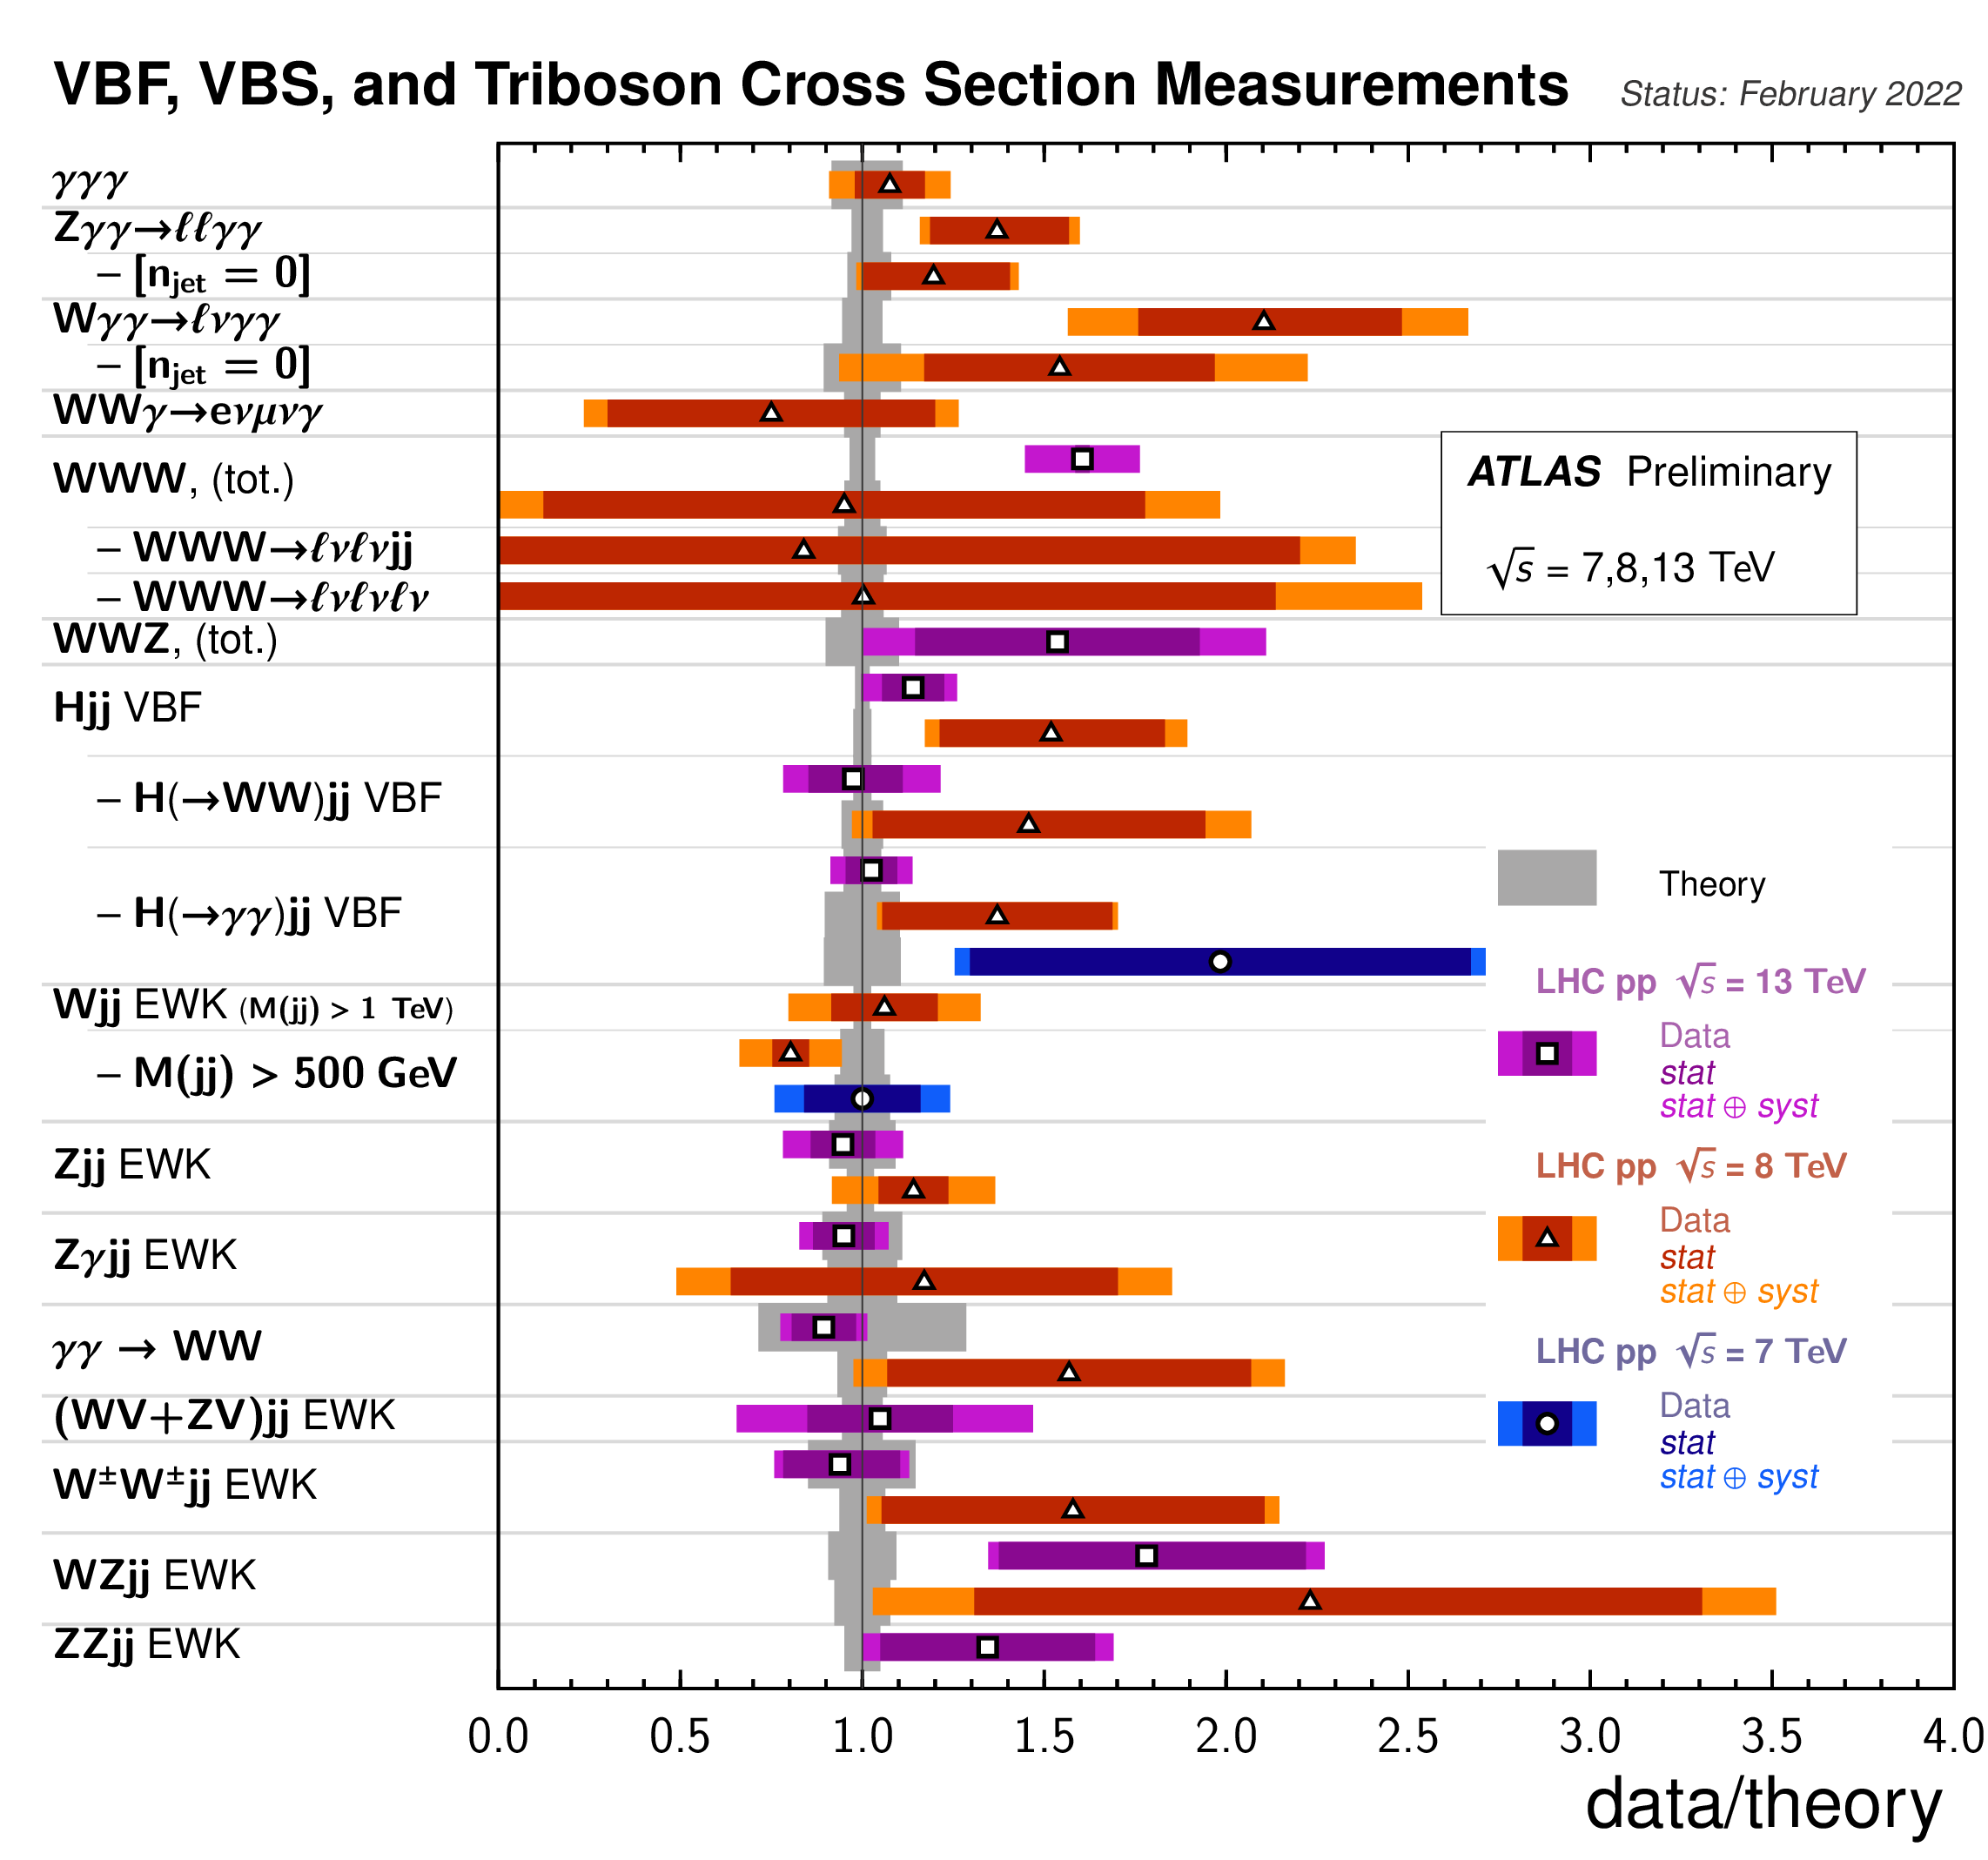 VBF, VBS, and Triboson Cross Section Measurements Status: February 2022
γγγ
Zγγ→ℓℓγγ
– [n_jet = 0]
Wγγ→ℓνγγ
– [n_jet = 0]
WWγ→eνμνγ
WWW, (tot.)
– WWW→ℓνℓνjj
– WWW→ℓνℓνℓν
WWZ, (tot.)
Hjj VBF
– H(→WW)jj VBF
– H(→γγ)jj VBF
Wjj EWK (M(jj) > 1 TeV)
– M(jj) > 500 GeV
Zjj EWK
Zγjj EWK
γγ → WW
(WV+ZV)jj EWK
W±W±jj EWK
WZjj EWK
ZZjj EWK
ATLAS Preliminary
√s = 7,8,13 TeV
Theory
LHC pp √s = 13 TeV
Data
stat
stat ⊕ syst
LHC pp √s = 8 TeV
Data
stat
stat ⊕ syst
LHC pp √s = 7 TeV
Data
stat
stat ⊕ syst
0.0 0.5 1.0 1.5 2.0 2.5 3.0 3.5 4.0
data/theory